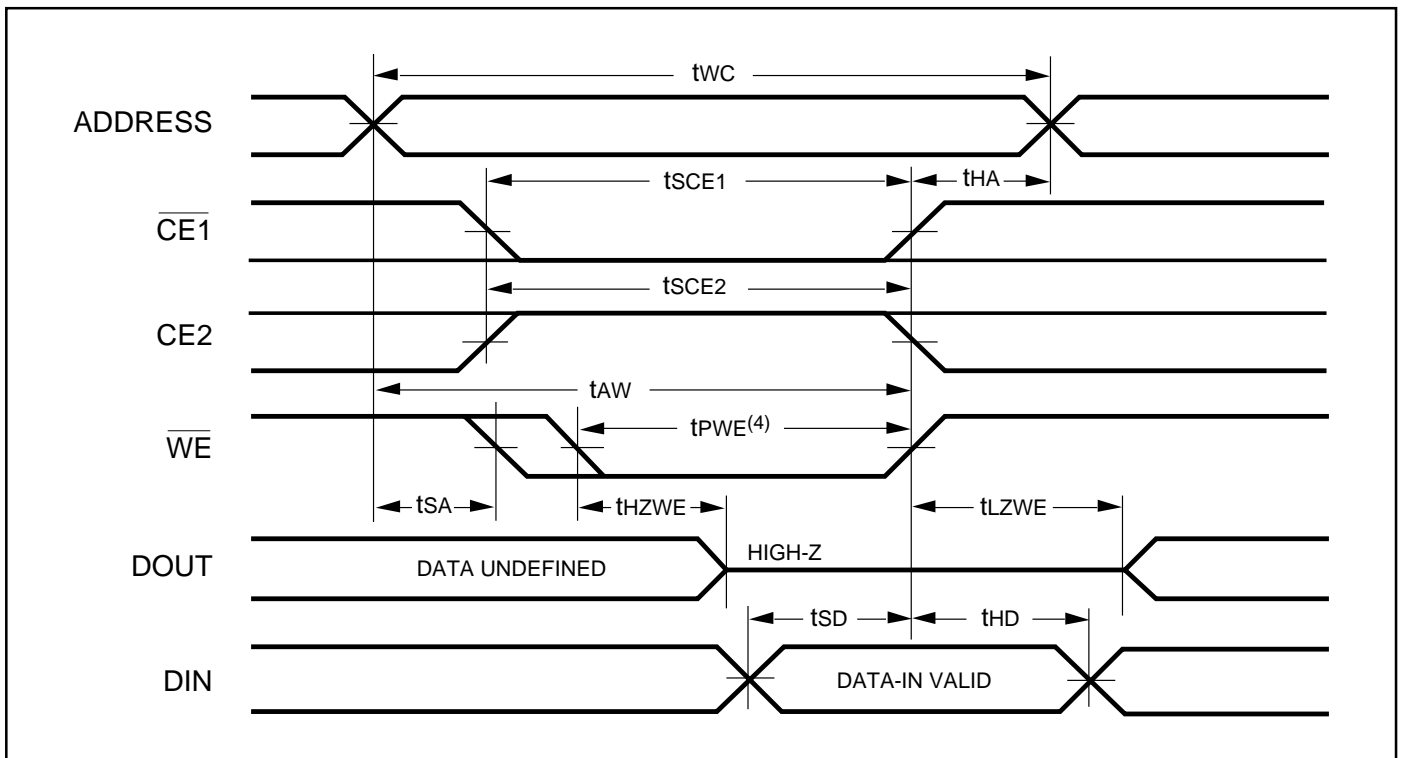 tWC
ADDRESS
tSCE1
tHA
CE1
tSCE2
CE2
tAW
tPWE(4)
WE
tSA
tHZWE
tLZWE
HIGH-Z
DOUT
DATA UNDEFINED
tSD
tHD
DIN
DATA-IN VALID